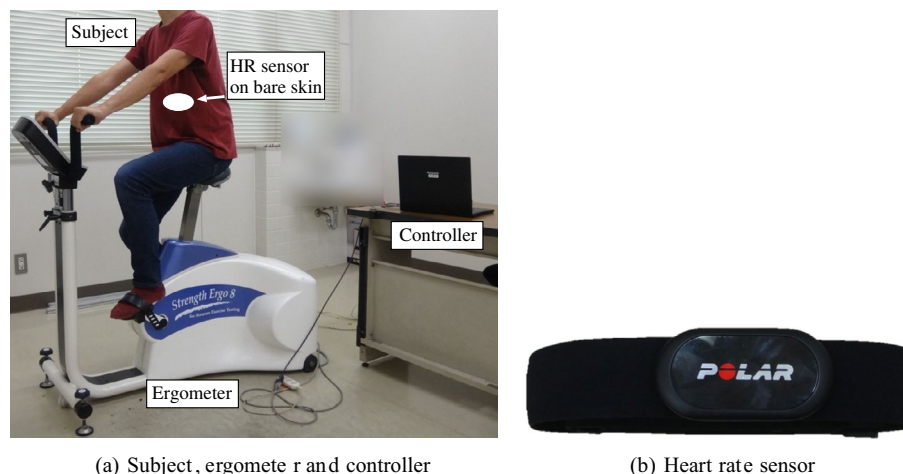 Subject
HR sensor
on bare skin
Controller
Strength Ergo 8
Ergometer
POLAR
(a) Subject, ergomete r and controller
(b) Heart rate sensor